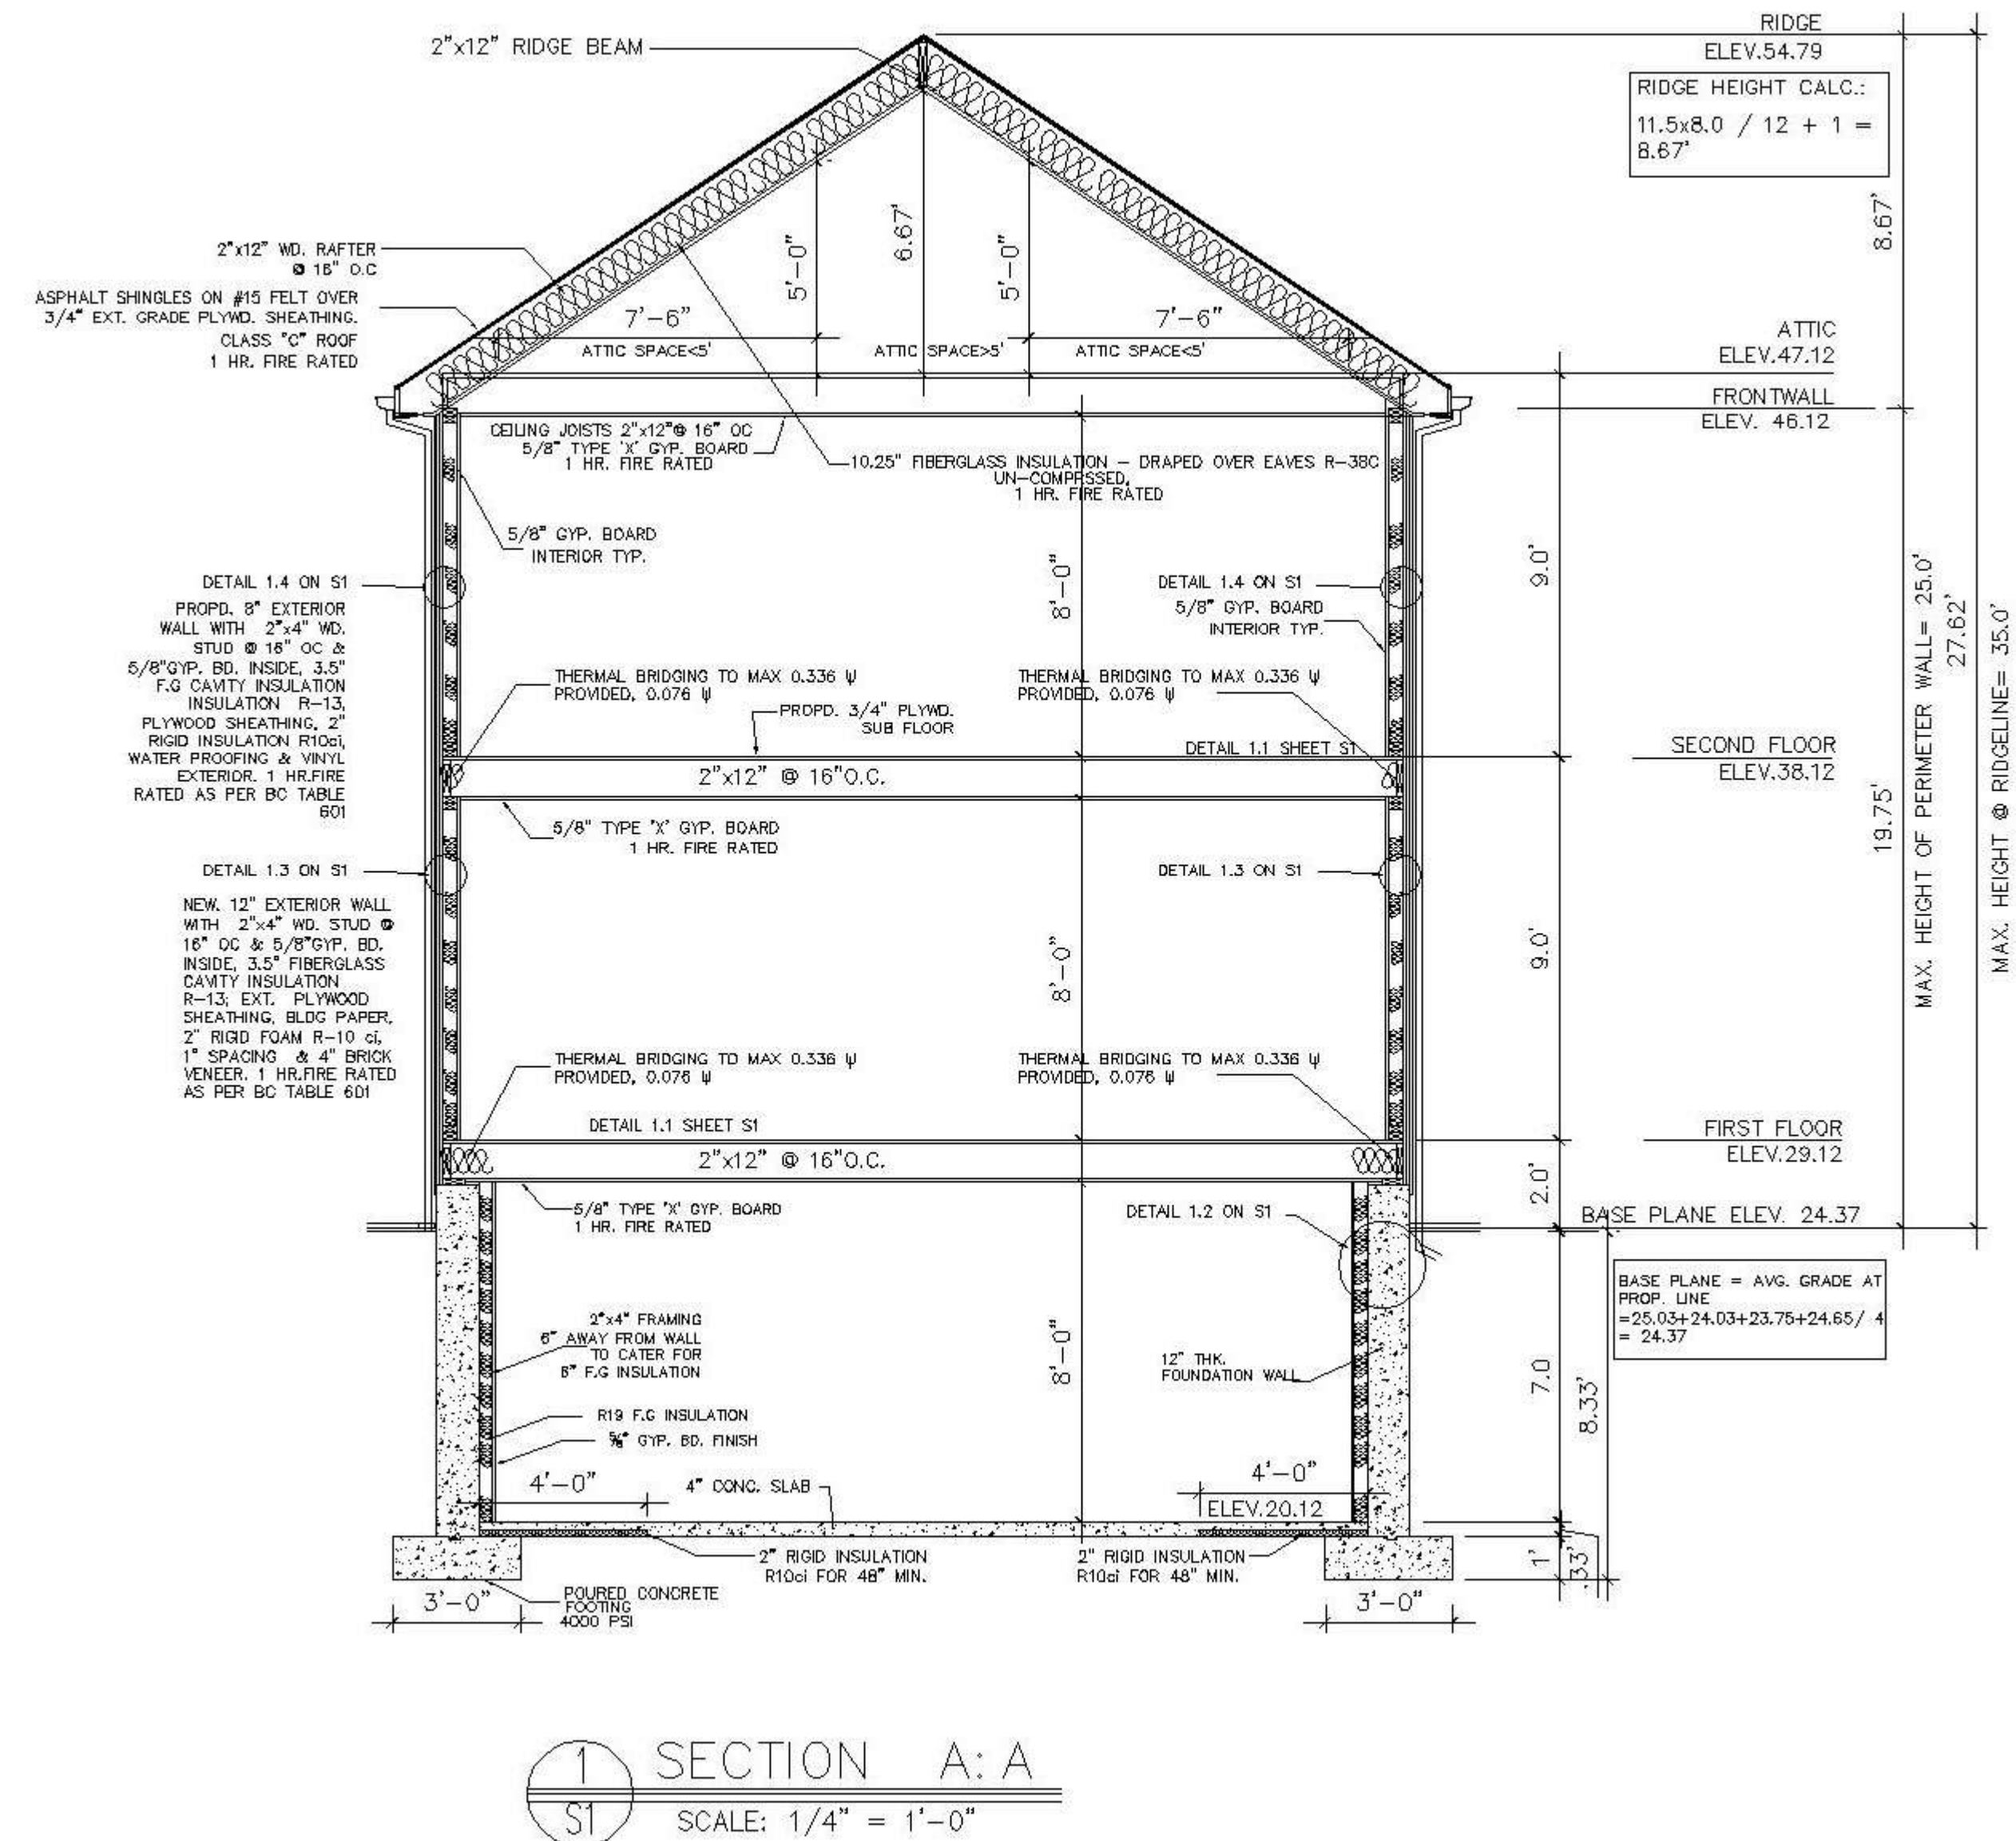 2"x12" RIDGE BEAM
RIDGE
ELEV.54.79
RIDGE HEIGHT CALC.:
11.5x8.0 / 12 + 1 =
8.67'
8.67'
2"x12" WD. RAFTER
@ 16" O.C
ASPHALT SHINGLES ON #15 FELT OVER
3/4" EXT. GRADE PLYWD. SHEATHING.
CLASS "C" ROOF
1 HR. FIRE RATED
5'-0"
6.67'
5'-0"
7'-6"
7'-6"
ATTIC SPACE<5'
ATTIC SPACE>5'
ATTIC SPACE<5'
ATTIC
ELEV.47.12
FRONTWALL
ELEV. 46.12
CEILING JOISTS 2"x12"@ 16" OC
5/8" TYPE 'X' GYP. BOARD
1 HR. FIRE RATED
10.25" FIBERGLASS INSULATION – DRAPED OVER EAVES R-38C
UN-COMPRSSED,
1 HR. FIRE RATED
5/8" GYP. BOARD
INTERIOR TYP.
8'-0"
9.0'
DETAIL 1.4 ON S1
PROPD. 8" EXTERIOR
WALL WITH 2"x4" WD.
STUD @ 16" OC &
5/8"GYP. BD. INSIDE, 3.5"
F.G CAVITY INSULATION
INSULATION R-13,
PLYWOOD SHEATHING, 2"
RIGID INSULATION R10ci,
WATER PROOFING & VINYL
EXTERIOR. 1 HR.FIRE
RATED AS PER BC TABLE
601
DETAIL 1.4 ON S1
5/8" GYP. BOARD
INTERIOR TYP.
THERMAL BRIDGING TO MAX 0.336 ψ
PROVIDED, 0.076 ψ
THERMAL BRIDGING TO MAX 0.336 ψ
PROVIDED, 0.076 ψ
PROPD. 3/4" PLYWD.
SUB FLOOR
DETAIL 1.1 SHEET S1
2"x12" @ 16"O.C.
SECOND FLOOR
ELEV.38.12
19.75'
MAX. HEIGHT OF PERIMETER WALL= 25.0'
27.62'
MAX. HEIGHT @ RIDGELINE= 35.0'
5/8" TYPE 'X' GYP. BOARD
1 HR. FIRE RATED
DETAIL 1.3 ON S1
DETAIL 1.3 ON S1
NEW. 12" EXTERIOR WALL
WITH 2"x4" WD. STUD @
16" OC & 5/8"GYP. BD.
INSIDE, 3.5" FIBERGLASS
CAVITY INSULATION
R-13; EXT. PLYWOOD
SHEATHING, BLDG PAPER,
2" RIGID FOAM R-10 ci,
1" SPACING & 4" BRICK
VENEER. 1 HR.FIRE RATED
AS PER BC TABLE 601
8'-0"
9.0'
THERMAL BRIDGING TO MAX 0.336 ψ
PROVIDED, 0.076 ψ
THERMAL BRIDGING TO MAX 0.336 ψ
PROVIDED, 0.076 ψ
DETAIL 1.1 SHEET S1
2"x12" @ 16"O.C.
FIRST FLOOR
ELEV.29.12
2.0'
5/8" TYPE 'X' GYP. BOARD
1 HR. FIRE RATED
DETAIL 1.2 ON S1
BASE PLANE ELEV. 24.37
BASE PLANE = AVG. GRADE AT
PROP. LINE
=25.03+24.03+23.75+24.65/ 4
= 24.37
2"x4" FRAMING
6" AWAY FROM WALL
TO CATER FOR
6" F.G INSULATION
8'-0"
12" THK.
FOUNDATION WALL
7.0
8.33'
R19 F.G INSULATION
⅝" GYP. BD. FINISH
4'-0"
4" CONC. SLAB
4'-0"
ELEV.20.12
2" RIGID INSULATION
R10ci FOR 48" MIN.
2" RIGID INSULATION
R10ci FOR 48" MIN.
1'
.33'
3'-0"
POURED CONCRETE
FOOTING
4000 PSI
3'-0"
1
S1
SECTION A: A
SCALE: 1/4" = 1'-0"